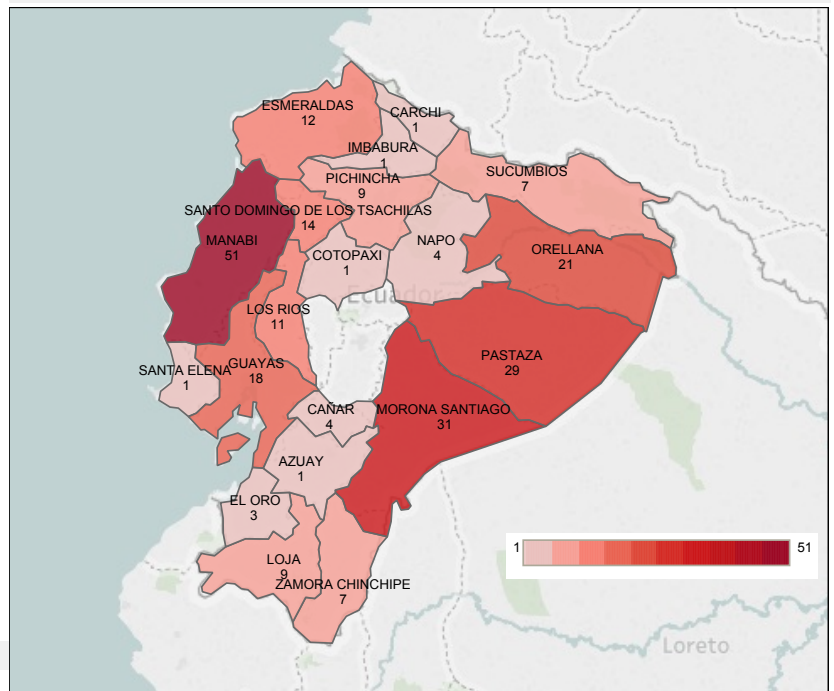 ESMERALDAS
12
CARCHI
1
IMBABURA
1
PICHINCHA
9
SUCUMBIOS
7
SANTO DOMINGO DE LOS TSACHILAS
14
MANABI
51
NAPO
4
ORELLANA
21
COTOPAXI
1
Ecuador
LOS RIOS
11
SANTA ELENA
1
GUAYAS
18
PASTAZA
29
CAÑAR
4
MORONA SANTIAGO
31
AZUAY
1
EL ORO
3
1
51
LOJA
9
ZAMORA CHINCHIPE
7
Loreto